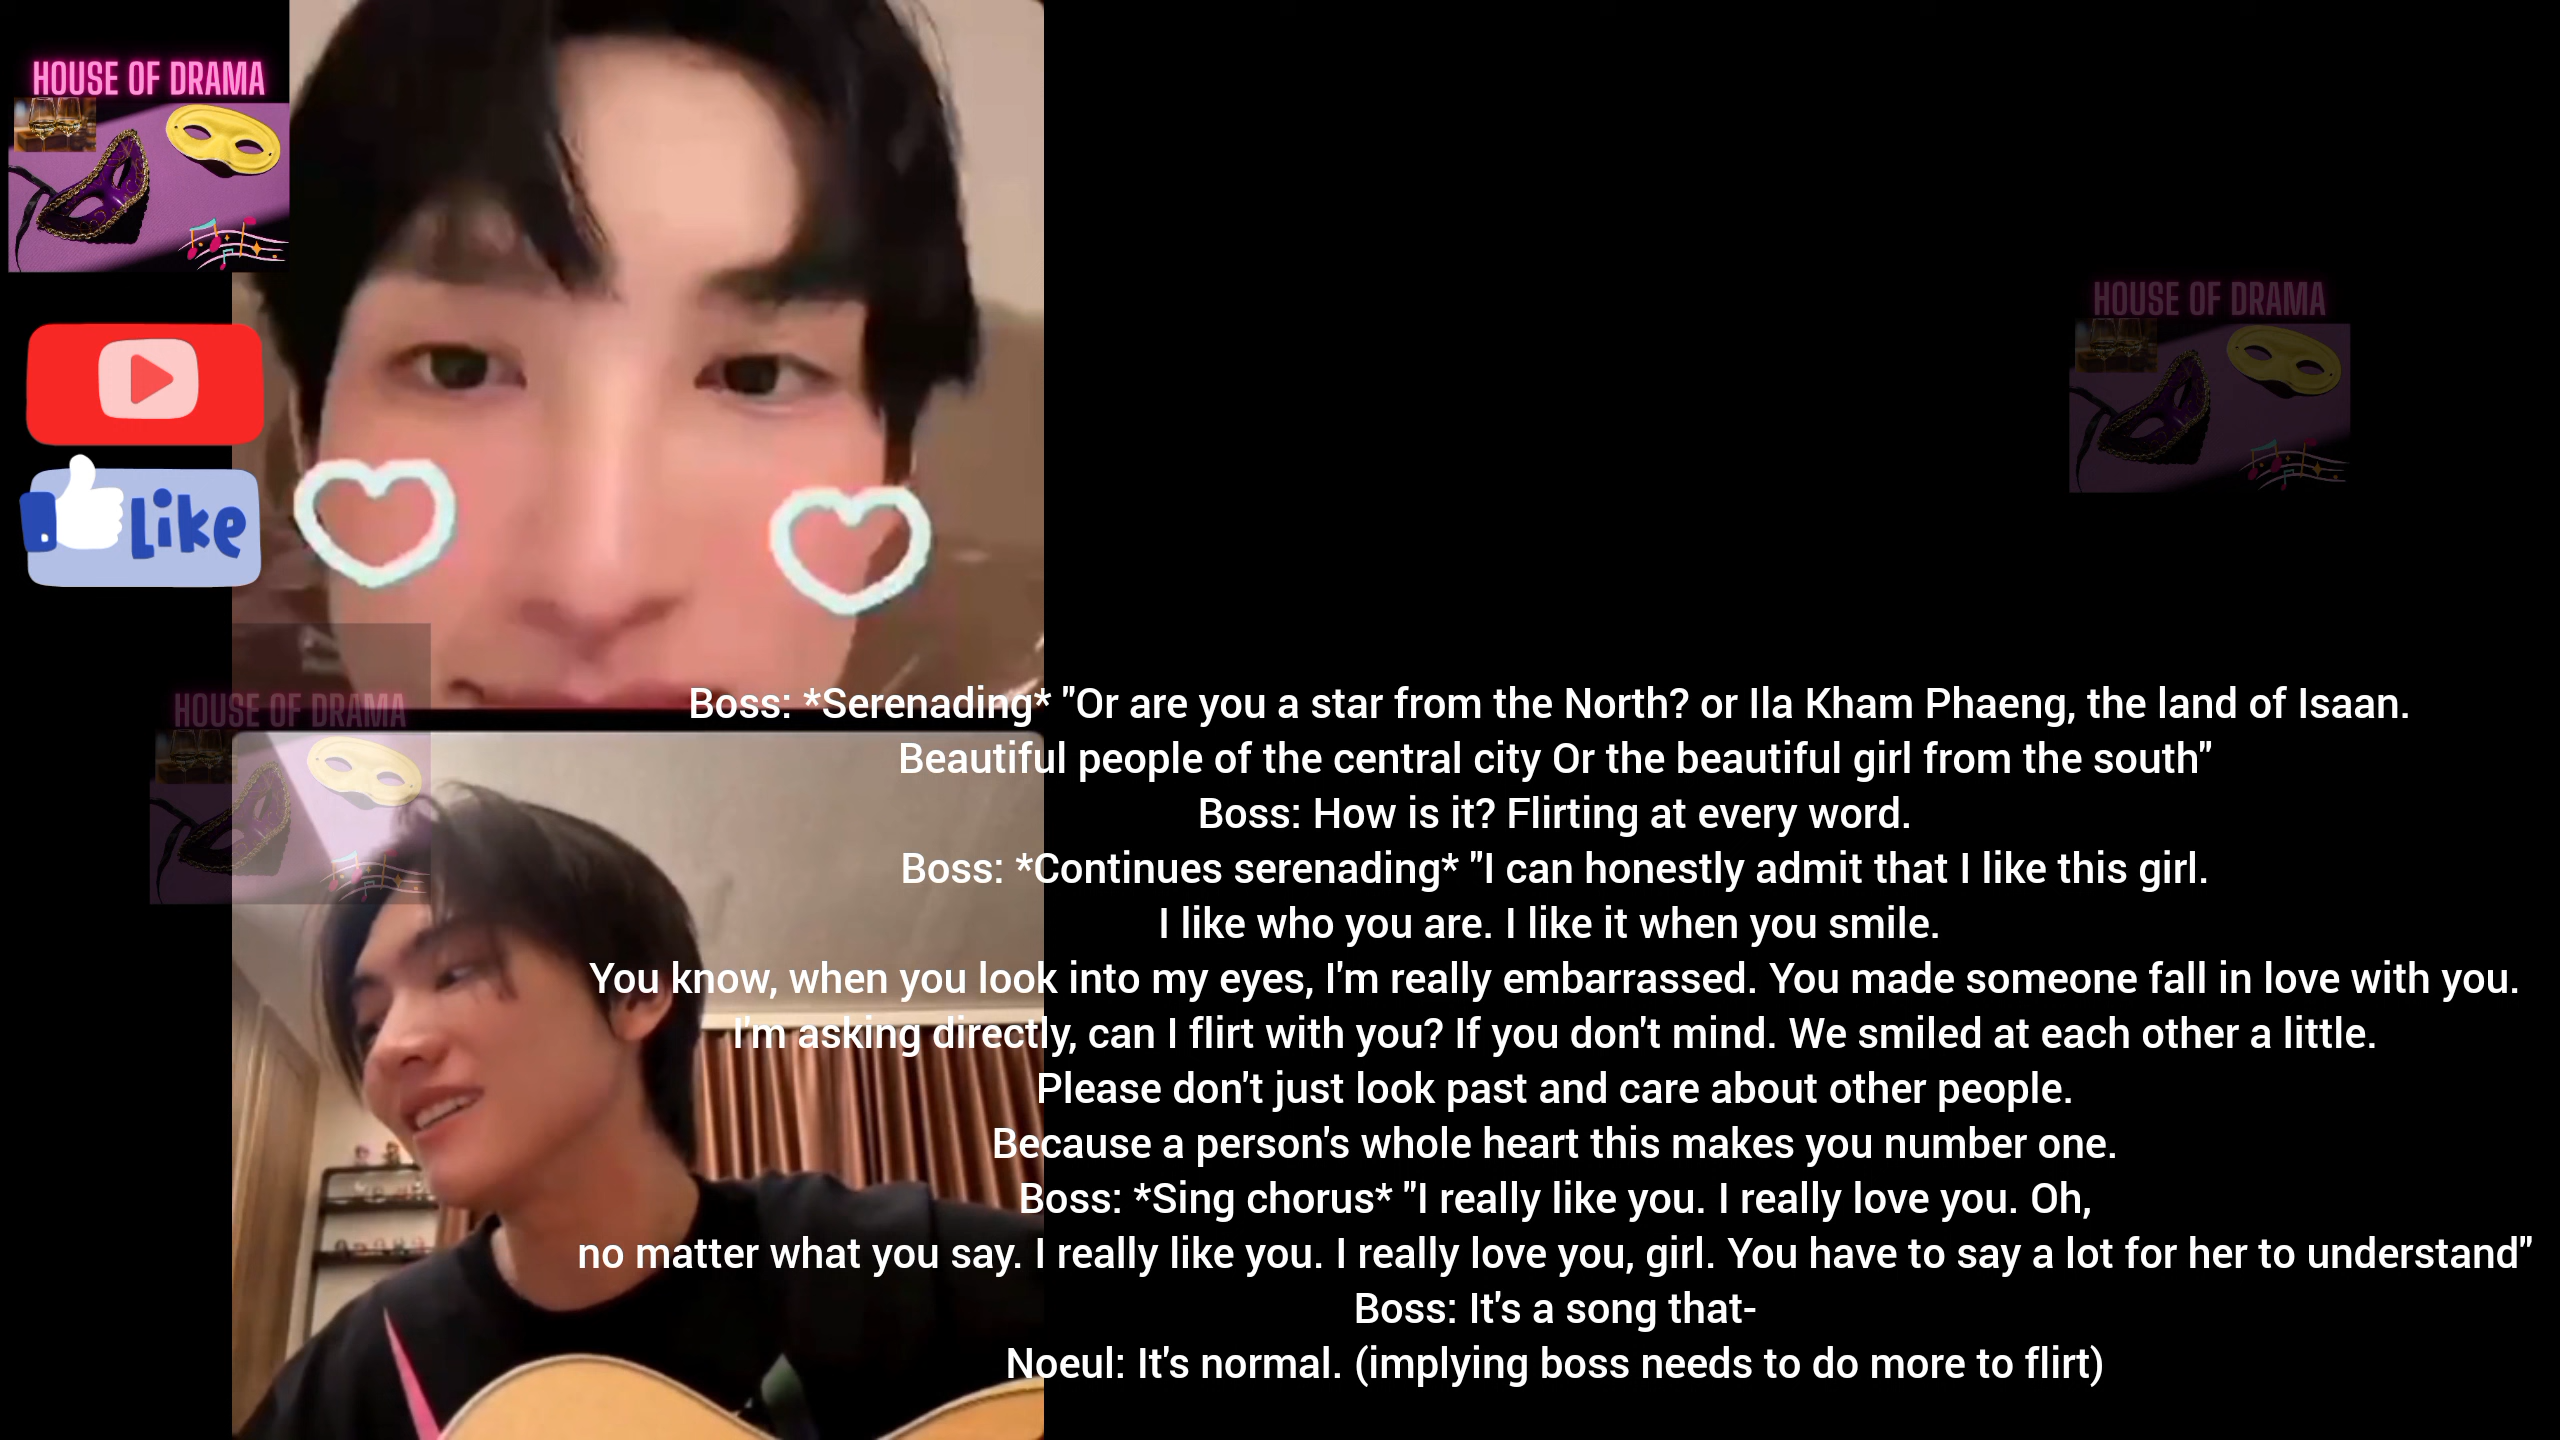 HOUSE OF DRAMA
Like
HOUSE OF DRAMA
HOUSE OF DRAMA
Boss: *Serenading* "Or are you a star from the North? or Ila Kham Phaeng, the land of Isaan.
Beautiful people of the central city Or the beautiful girl from the south"
Boss: How is it? Flirting at every word.
Boss: *Continues serenading* "I can honestly admit that I like this girl.
I like who you are. I like it when you smile.
You know, when you look into my eyes, I'm really embarrassed. You made someone fall in love with you.
I'm asking directly, can I flirt with you? If you don't mind. We smiled at each other a little.
Please don't just look past and care about other people.
Because a person's whole heart this makes you number one.
Boss: *Sing chorus* "I really like you. I really love you. Oh,
no matter what you say. I really like you. I really love you, girl. You have to say a lot for her to understand"
Boss: It's a song that-
Noeul: It's normal. (implying boss needs to do more to flirt)